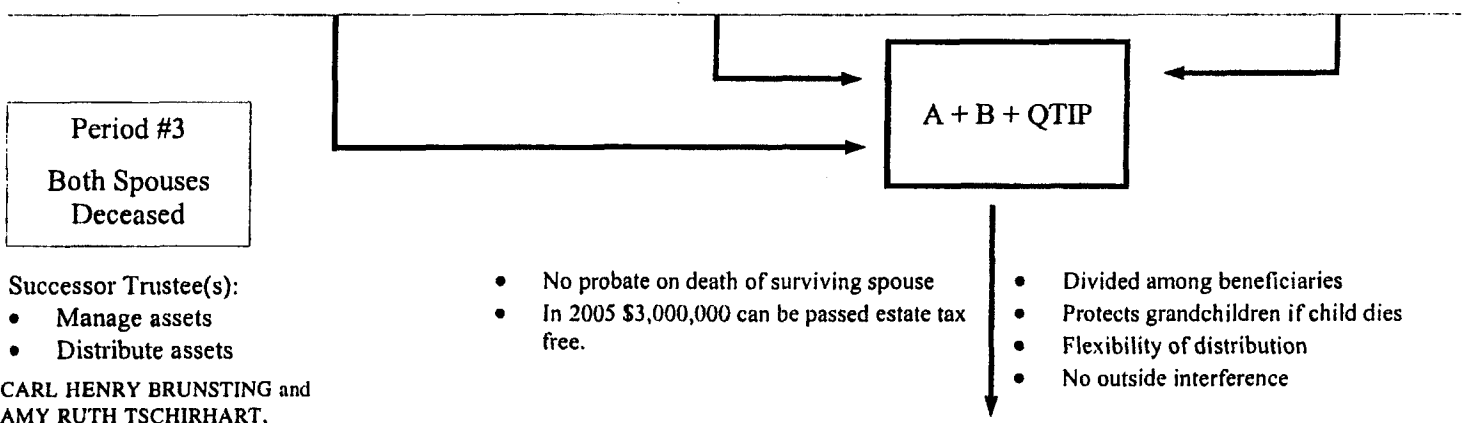 A + B + QTIP
Period #3
Both Spouses
Deceased
Successor Trustee(s):
• Manage assets
• Distribute assets
CARL HENRY BRUNSTING and
AMY RUTH TSCHIRHART,
• No probate on death of surviving spouse
• In 2005 $3,000,000 can be passed estate tax
free.
• Divided among beneficiaries
• Protects grandchildren if child dies
• Flexibility of distribution
• No outside interference